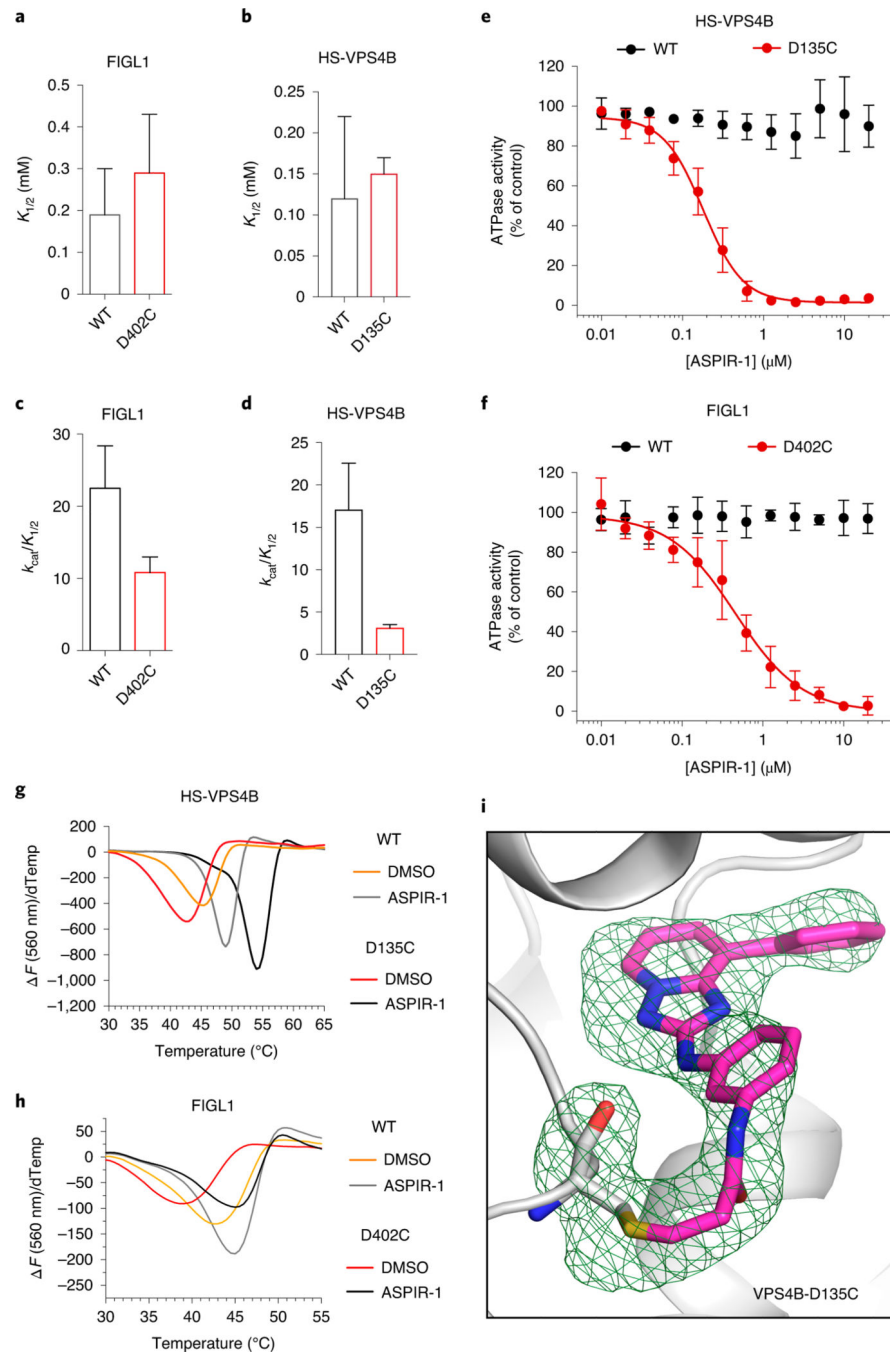 a
FIGL1
K1/2 (mM)
0.5
0.4
0.3
0.2
0.1
0
WT
D402C
b
HS-VPS4B
K1/2 (mM)
0.25
0.20
0.15
0.10
0.05
0
WT
D135C
c
FIGL1
kcat/K1/2
30
20
10
0
WT
D402C
d
HS-VPS4B
kcat/K1/2
25
20
15
10
5
0
WT
D135C
e
HS-VPS4B
WT D135C
ATPase activity
(% of control)
120
100
80
60
40
20
0
0.01 0.1 1 10
[ASPIR-1] (μM)
f
FIGL1
WT D402C
ATPase activity
(% of control)
120
100
80
60
40
20
0
0.01 0.1 1 10
[ASPIR-1] (μM)
g
HS-VPS4B
Δ F (560 nm)/dTemp
200
0
−200
−400
−600
−800
−1,000
−1,200
30 35 40 45 50 55 60 65
Temperature (°C)
WT
DMSO
ASPIR-1
D135C
DMSO
ASPIR-1
h
FIGL1
Δ F (560 nm)/dTemp
50
0
−50
−100
−150
−200
−250
30 35 40 45 50 55
Temperature (°C)
WT
DMSO
ASPIR-1
D402C
DMSO
ASPIR-1
i
VPS4B-D135C